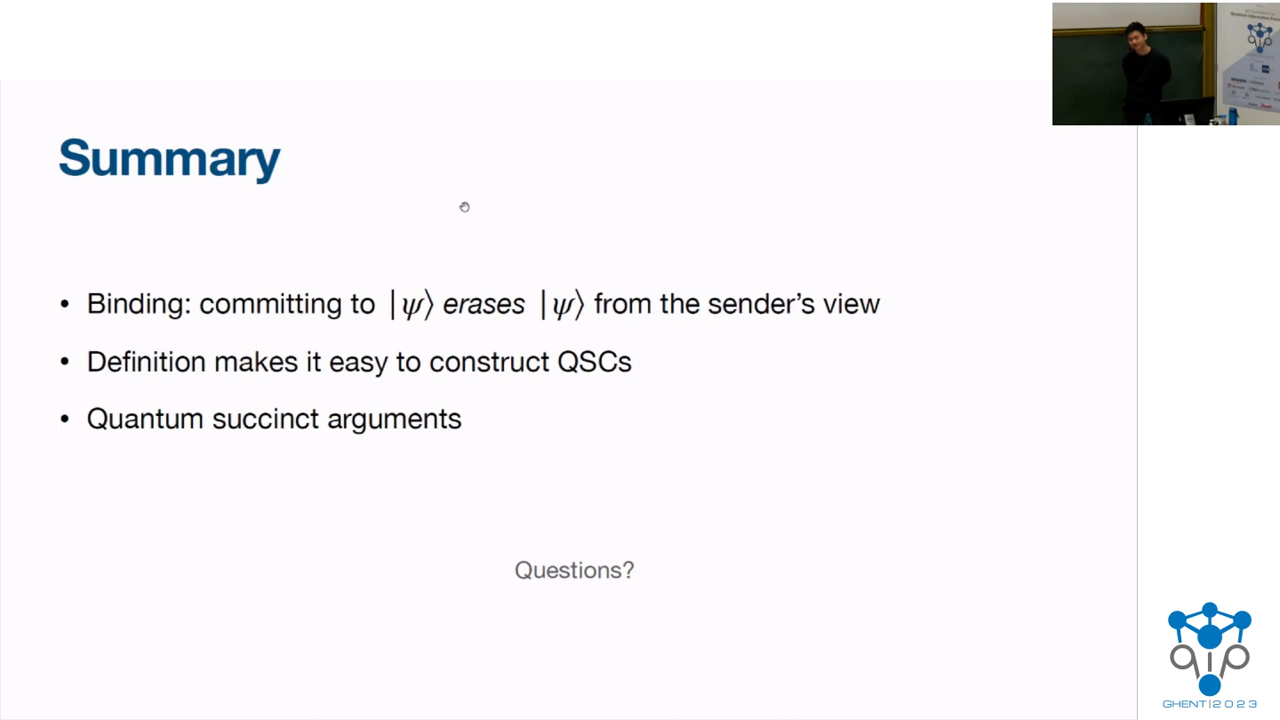 Summary
• Binding: committing to |ψ⟩ erases |ψ⟩ from the sender’s view
• Definition makes it easy to construct QSCs
• Quantum succinct arguments
Questions?
qip
GHENT|2023